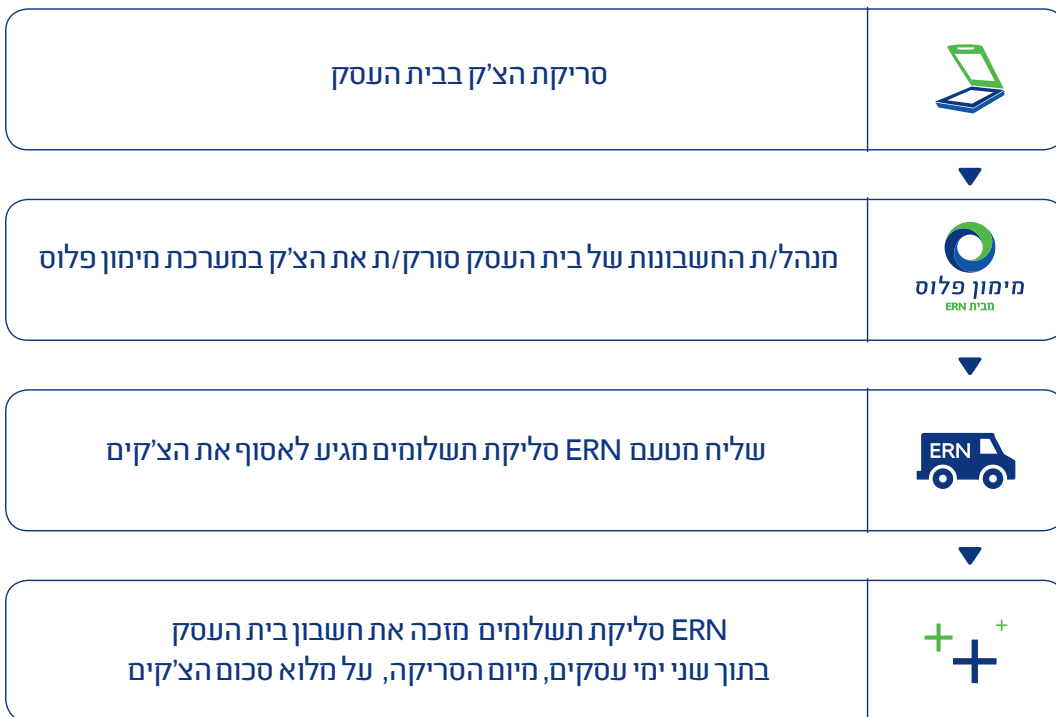 סריקת הצ'ק בבית העסק
מנהל/ת החשבונות של בית העסק סורק/ת את הצ'ק במערכת מימון פלוס
מימון פלוס
מבית ERN
שליח מטעם ERN סליקת תשלומים מגיע לאסוף את הצ'קים
ERN
ERN סליקת תשלומים מזכה את חשבון בית העסק
בתוך שני ימי עסקים, מיום הסריקה, על מלוא סכום הצ'קים